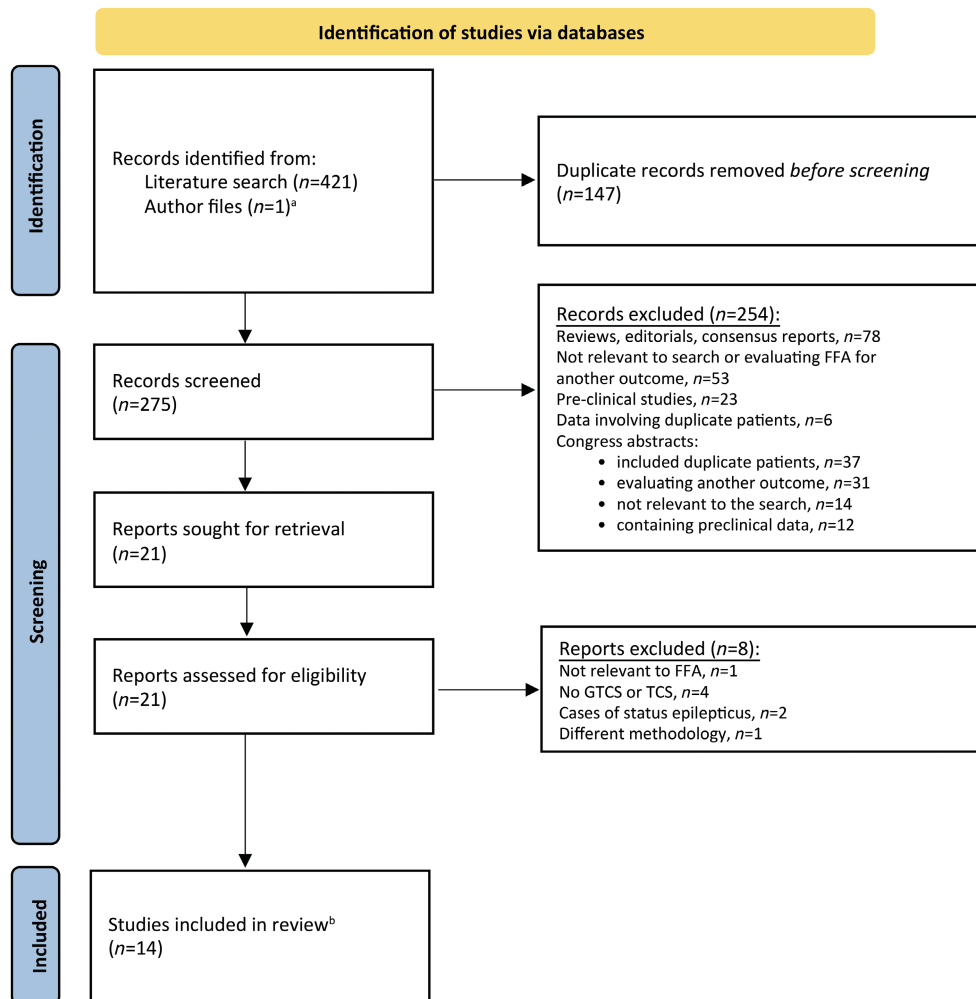 Identification of studies via databases
Identification
Records identified from:
Literature search (n=421)
Author files (n=1)ᵃ
Duplicate records removed before screening
(n=147)
Screening
Records screened
(n=275)
Records excluded (n=254):
Reviews, editorials, consensus reports, n=78
Not relevant to search or evaluating FFA for
another outcome, n=53
Pre-clinical studies, n=23
Data involving duplicate patients, n=6
Congress abstracts:
• included duplicate patients, n=37
• evaluating another outcome, n=31
• not relevant to the search, n=14
• containing preclinical data, n=12
Reports sought for retrieval
(n=21)
Reports assessed for eligibility
(n=21)
Reports excluded (n=8):
Not relevant to FFA, n=1
No GTCS or TCS, n=4
Cases of status epilepticus, n=2
Different methodology, n=1
Included
Studies included in reviewᵇ
(n=14)